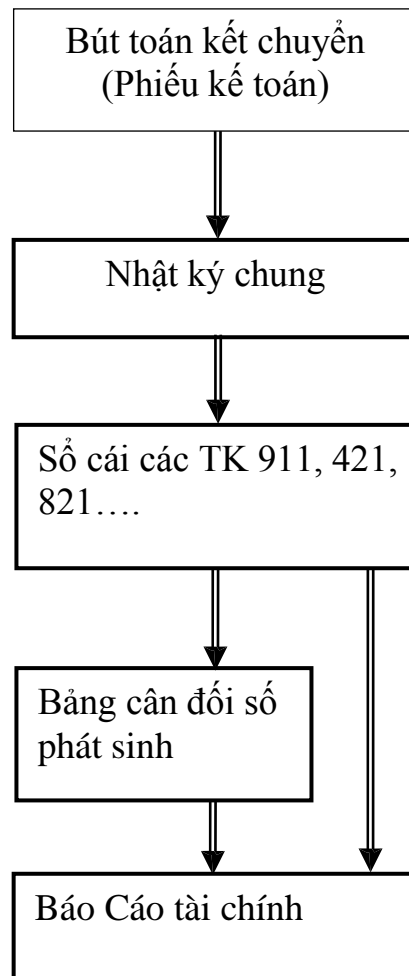 Bút toán kết chuyển
(Phiếu kế toán)
Nhật ký chung
Sổ cái các TK 911, 421,
821….
Bảng cân đối số
phát sinh
Báo Cáo tài chính